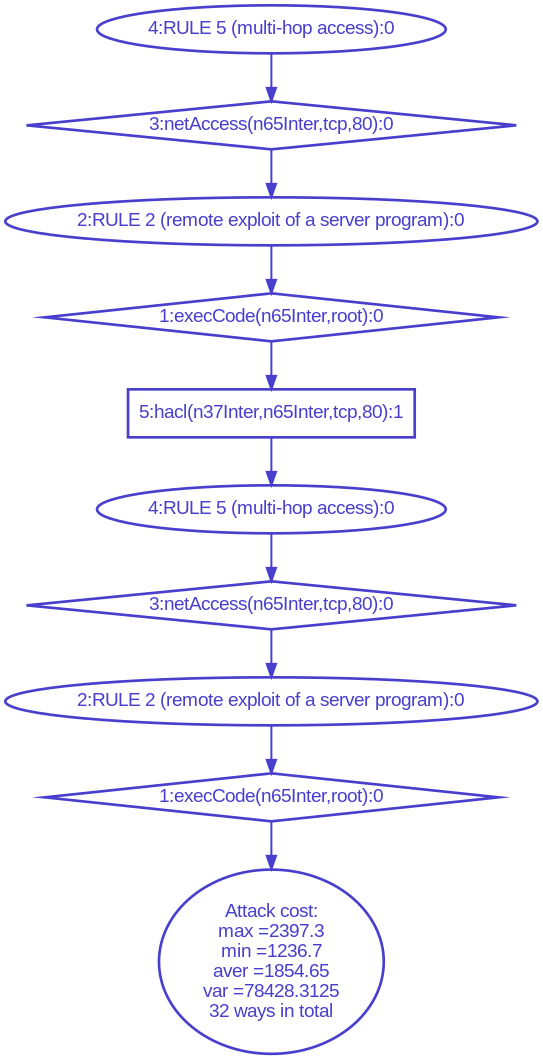 4:RULE 5 (multi-hop access):0
3:netAccess(n65Inter,tcp,80):0
2:RULE 2 (remote exploit of a server program):0
1:execCode(n65Inter,root):0
5:hacl(n37Inter,n65Inter,tcp,80):1
4:RULE 5 (multi-hop access):0
3:netAccess(n65Inter,tcp,80):0
2:RULE 2 (remote exploit of a server program):0
1:execCode(n65Inter,root):0
Attack cost:
max =2397.3
min =1236.7
aver =1854.65
var =78428.3125
32 ways in total